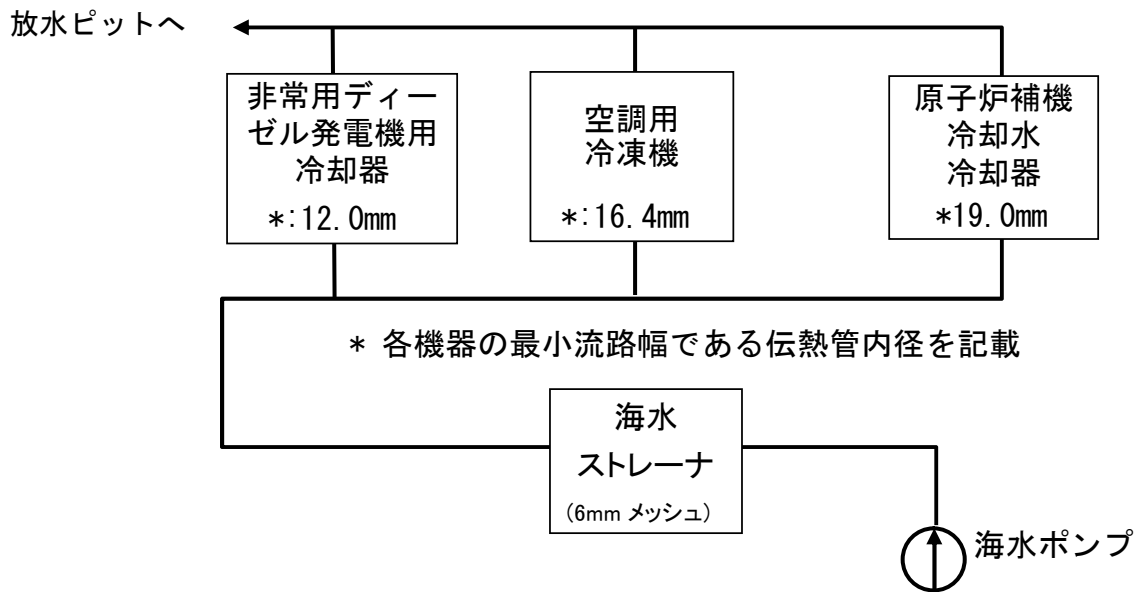 放水ピットへ
非常用ディー
ゼル発電機用
冷却器
*:12.0mm
空調用
冷凍機
*:16.4mm
原子炉補機
冷却水
冷却器
*19.0mm
* 各機器の最小流路幅である伝熱管内径を記載
海水
ストレーナ
(6mm メッシュ)
海水ポンプ